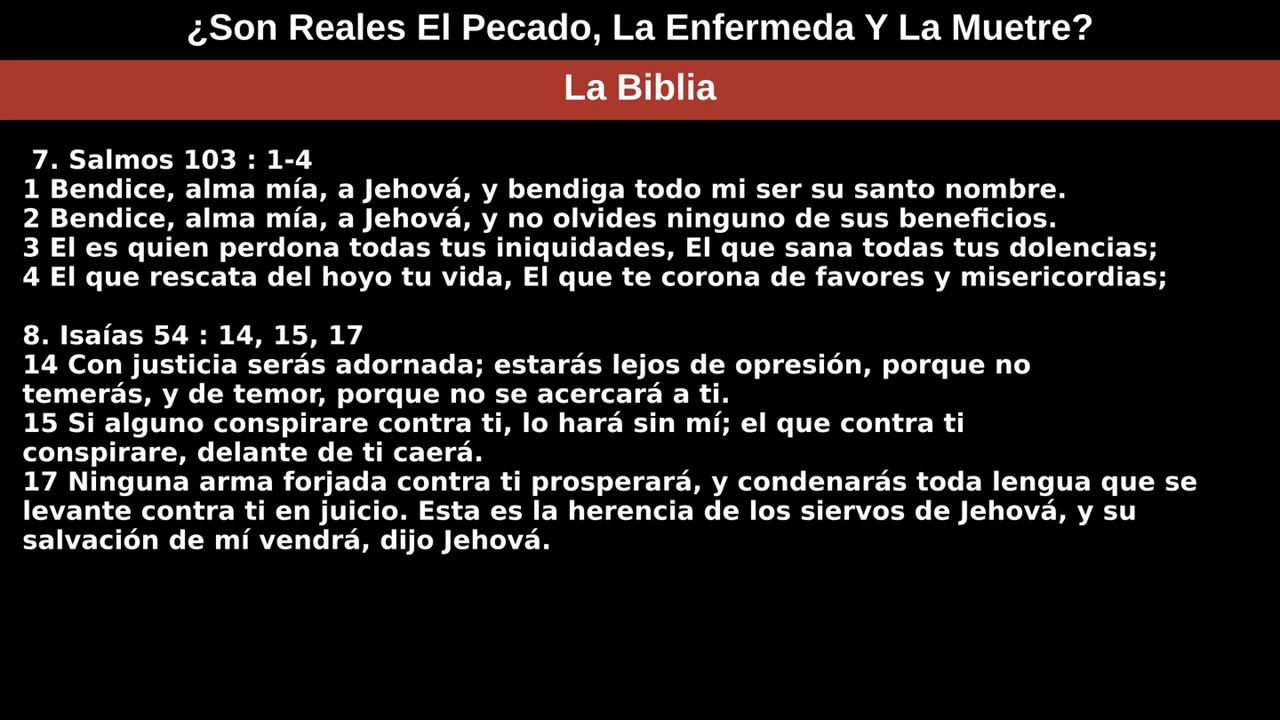 ¿Son Reales El Pecado, La Enfermeda Y La Muetre?
La Biblia
7. Salmos 103 : 1-4
1 Bendice, alma mía, a Jehová, y bendiga todo mi ser su santo nombre.
2 Bendice, alma mía, a Jehová, y no olvides ninguno de sus beneficios.
3 El es quien perdona todas tus iniquidades, El que sana todas tus dolencias;
4 El que rescata del hoyo tu vida, El que te corona de favores y misericordias;
8. Isaías 54 : 14, 15, 17
14 Con justicia serás adornada; estarás lejos de opresión, porque no
temerás, y de temor, porque no se acercará a ti.
15 Si alguno conspirare contra ti, lo hará sin mí; el que contra ti
conspirare, delante de ti caerá.
17 Ninguna arma forjada contra ti prosperará, y condenarás toda lengua que se
levante contra ti en juicio. Esta es la herencia de los siervos de Jehová, y su
salvación de mí vendrá, dijo Jehová.